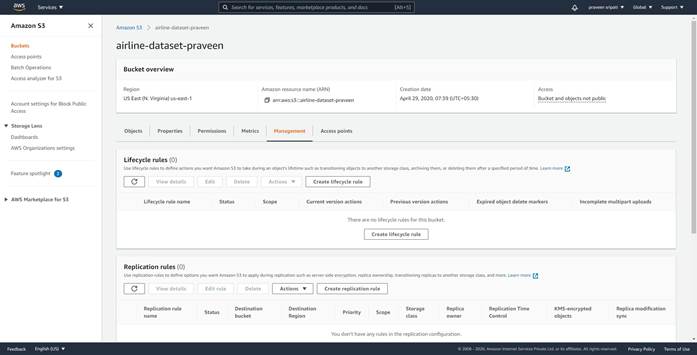 aws
Services
Search for services, features, marketplace products, and docs
[Alt+S]
praveen sripati
Global
Support
Amazon S3
Buckets
Access points
Batch Operations
Access analyzer for S3
Account settings for Block Public
Access
Storage Lens
Dashboards
AWS Organizations settings
Feature spotlight 2
AWS Marketplace for S3
Amazon S3 > airline-dataset-praveen
airline-dataset-praveen
Bucket overview
Region
US East (N. Virginia) us-east-1
Amazon resource name (ARN)
arn:aws:s3:::airline-dataset-praveen
Creation date
April 29, 2020, 07:39 (UTC+05:30)
Access
Bucket and objects not public
Objects
Properties
Permissions
Metrics
Management
Access points
Lifecycle rules (0)
Use lifecycle rules to define actions you want Amazon S3 to take during an object's lifetime such as transitioning objects to another storage class, archiving them, or deleting them after a specified period of time. Learn more
View details
Edit
Delete
Actions
Create lifecycle rule
Lifecycle rule name
Status
Scope
Current version actions
Previous version actions
Expired object delete markers
Incomplete multipart uploads
There are no lifecycle rules for this bucket.
Create lifecycle rule
Replication rules (0)
Use replication rules to define options you want Amazon S3 to apply during replication such as server-side encryption, replica ownership, transitioning replicas to another storage class, and more. Learn more
View details
Edit rule
Delete
Actions
Create replication rule
Replication rule
name
Status
Destination
bucket
Destination
Region
Priority
Scope
Storage
class
Replica
owner
Replication Time
Control
KMS-encrypted
objects
Replica modification
sync
You don't have any rules in the replication configuration.
Feedback
English (US)
© 2008 - 2020, Amazon Internet Services Private Ltd. or its affiliates. All rights reserved.
Privacy Policy
Terms of Use